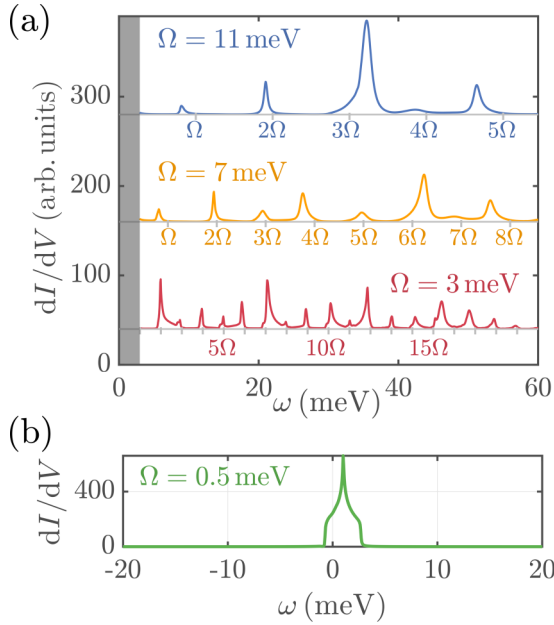 (a)
Ω = 11 meV
300
Ω 2Ω 3Ω 4Ω 5Ω
Ω = 7 meV
200
Ω 2Ω 3Ω 4Ω 5Ω 6Ω 7Ω 8Ω
Ω = 3 meV
100
5Ω 10Ω 15Ω
0
dI/dV (arb. units)
0 20 40 60
ω (meV)
(b)
Ω = 0.5 meV
400
0
dI/dV
-20 -10 0 10 20
ω (meV)